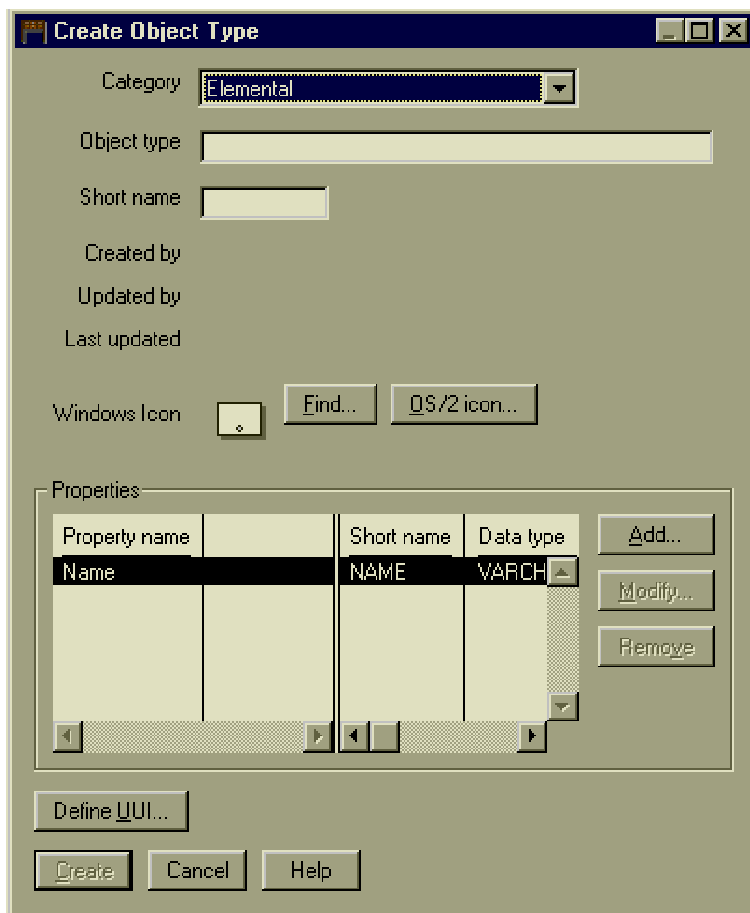 Create Object Type
Category Elemental
Object type
Short name
Created by
Updated by
Last updated
Windows Icon Find... OS/2 icon...
Properties
Property name Short name Data type Add...
Name NAME VARCH
Modify...
Remove
Define UUI...
Create Cancel Help